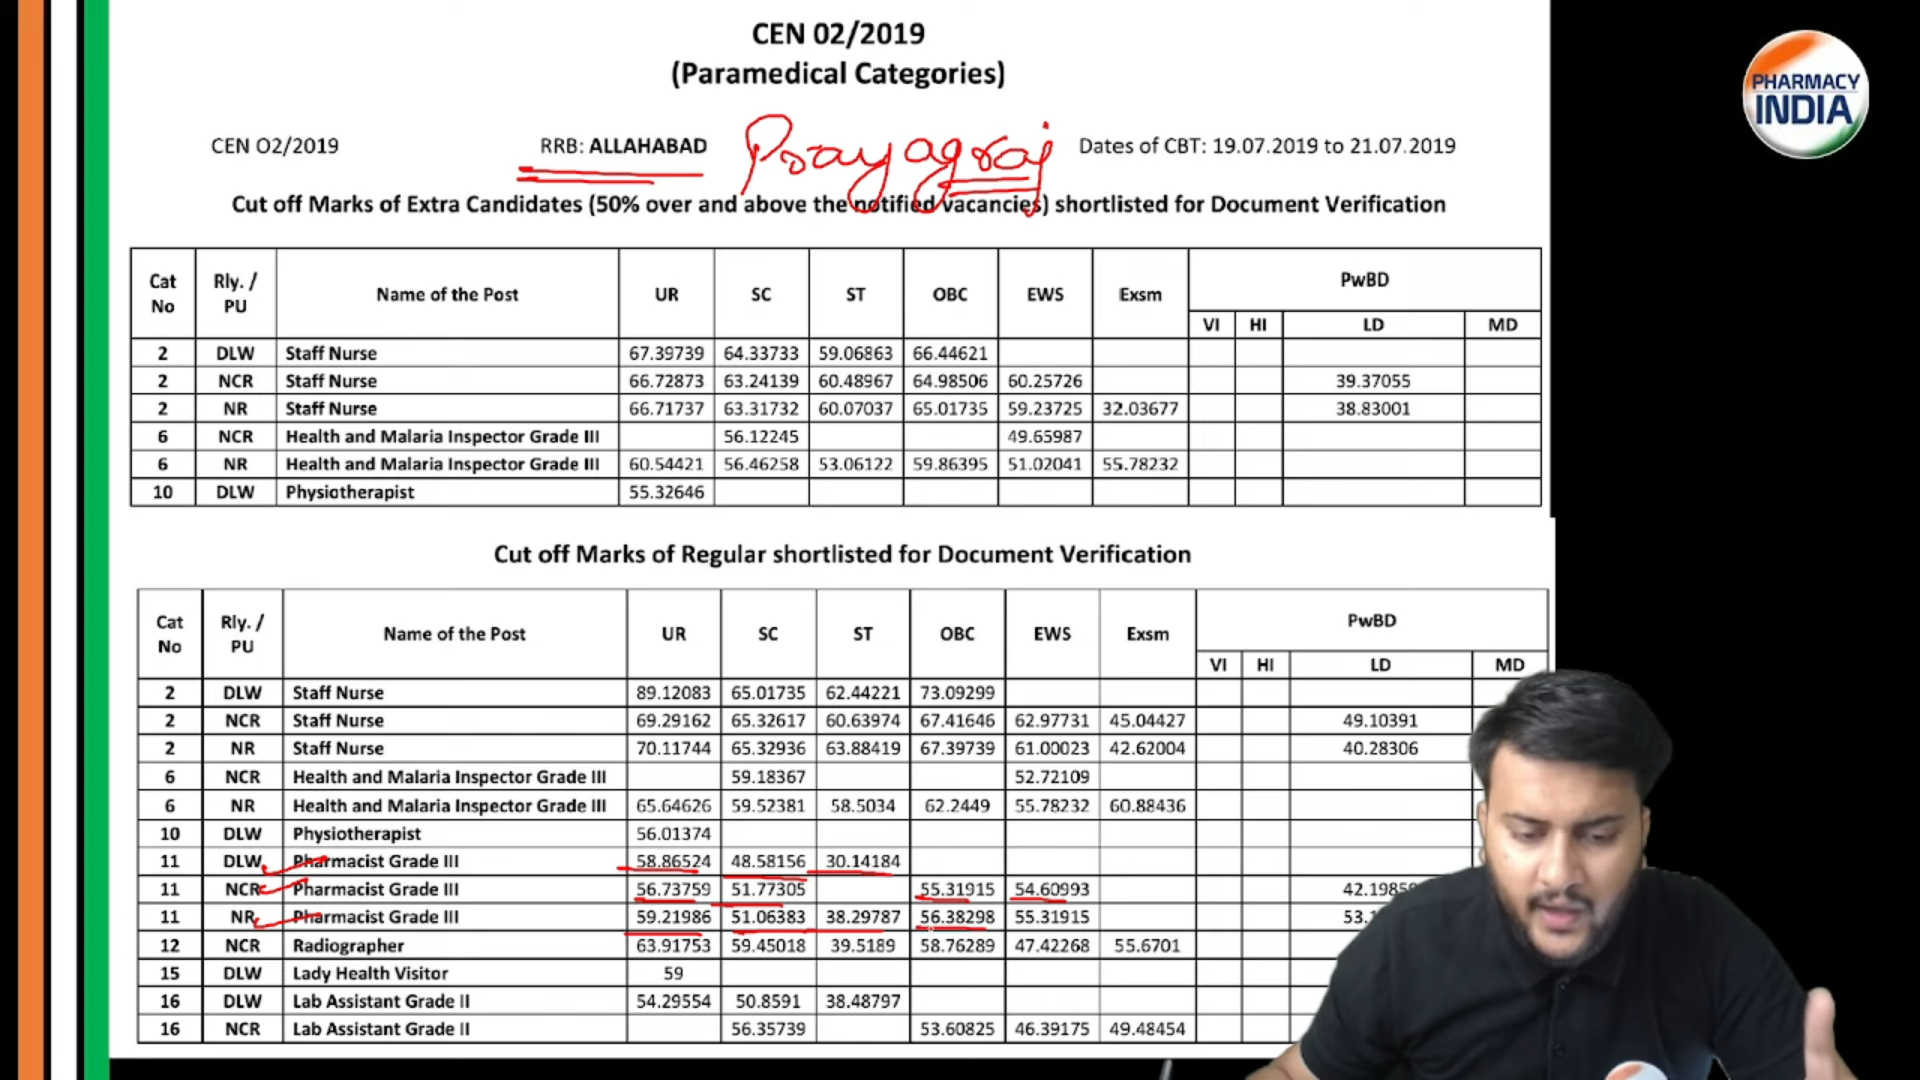 CEN 02/2019
(Paramedical Categories)
PHARMACY
INDIA
CEN O2/2019 RRB: ALLAHABAD Prayagraj Dates of CBT: 19.07.2019 to 21.07.2019
Cut off Marks of Extra Candidates (50% over and above the notified vacancies) shortlisted for Document Verification
Cat No Rly. / PU Name of the Post UR SC ST OBC EWS Exsm PwBD
VI HI LD MD
2 DLW Staff Nurse 67.39739 64.33733 59.06863 66.44621
2 NCR Staff Nurse 66.72873 63.24139 60.48967 64.98506 60.25726 39.37055
2 NR Staff Nurse 66.71737 63.31732 60.07037 65.01735 59.23725 32.03677 38.83001
6 NCR Health and Malaria Inspector Grade III 56.12245 49.65987
6 NR Health and Malaria Inspector Grade III 60.54421 56.46258 53.06122 59.86395 51.02041 55.78232
10 DLW Physiotherapist 55.32646
Cut off Marks of Regular shortlisted for Document Verification
Cat No Rly. / PU Name of the Post UR SC ST OBC EWS Exsm PwBD
VI HI LD MD
2 DLW Staff Nurse 89.12083 65.01735 62.44221 73.09299
2 NCR Staff Nurse 69.29162 65.32617 60.63974 67.41646 62.97731 45.04427 49.10391
2 NR Staff Nurse 70.11744 65.32936 63.88419 67.39739 61.00023 42.62004 40.28306
6 NCR Health and Malaria Inspector Grade III 59.18367 52.72109
6 NR Health and Malaria Inspector Grade III 65.64626 59.52381 58.5034 62.2449 55.78232 60.88436
10 DLW Physiotherapist 56.01374
11 DLW Pharmacist Grade III 58.86524 48.58156 30.14184
11 NCR Pharmacist Grade III 56.73759 51.77305 55.31915 54.60993
11 NR Pharmacist Grade III 59.21986 51.06383 38.29787 56.38298 55.31915
12 NCR Radiographer 63.91753 59.45018 39.5189 58.76289 47.42268 55.6701
15 DLW Lady Health Visitor 59
16 DLW Lab Assistant Grade II 54.29554 50.8591 38.48797
16 NCR Lab Assistant Grade II 56.35739 53.60825 46.39175 49.48454